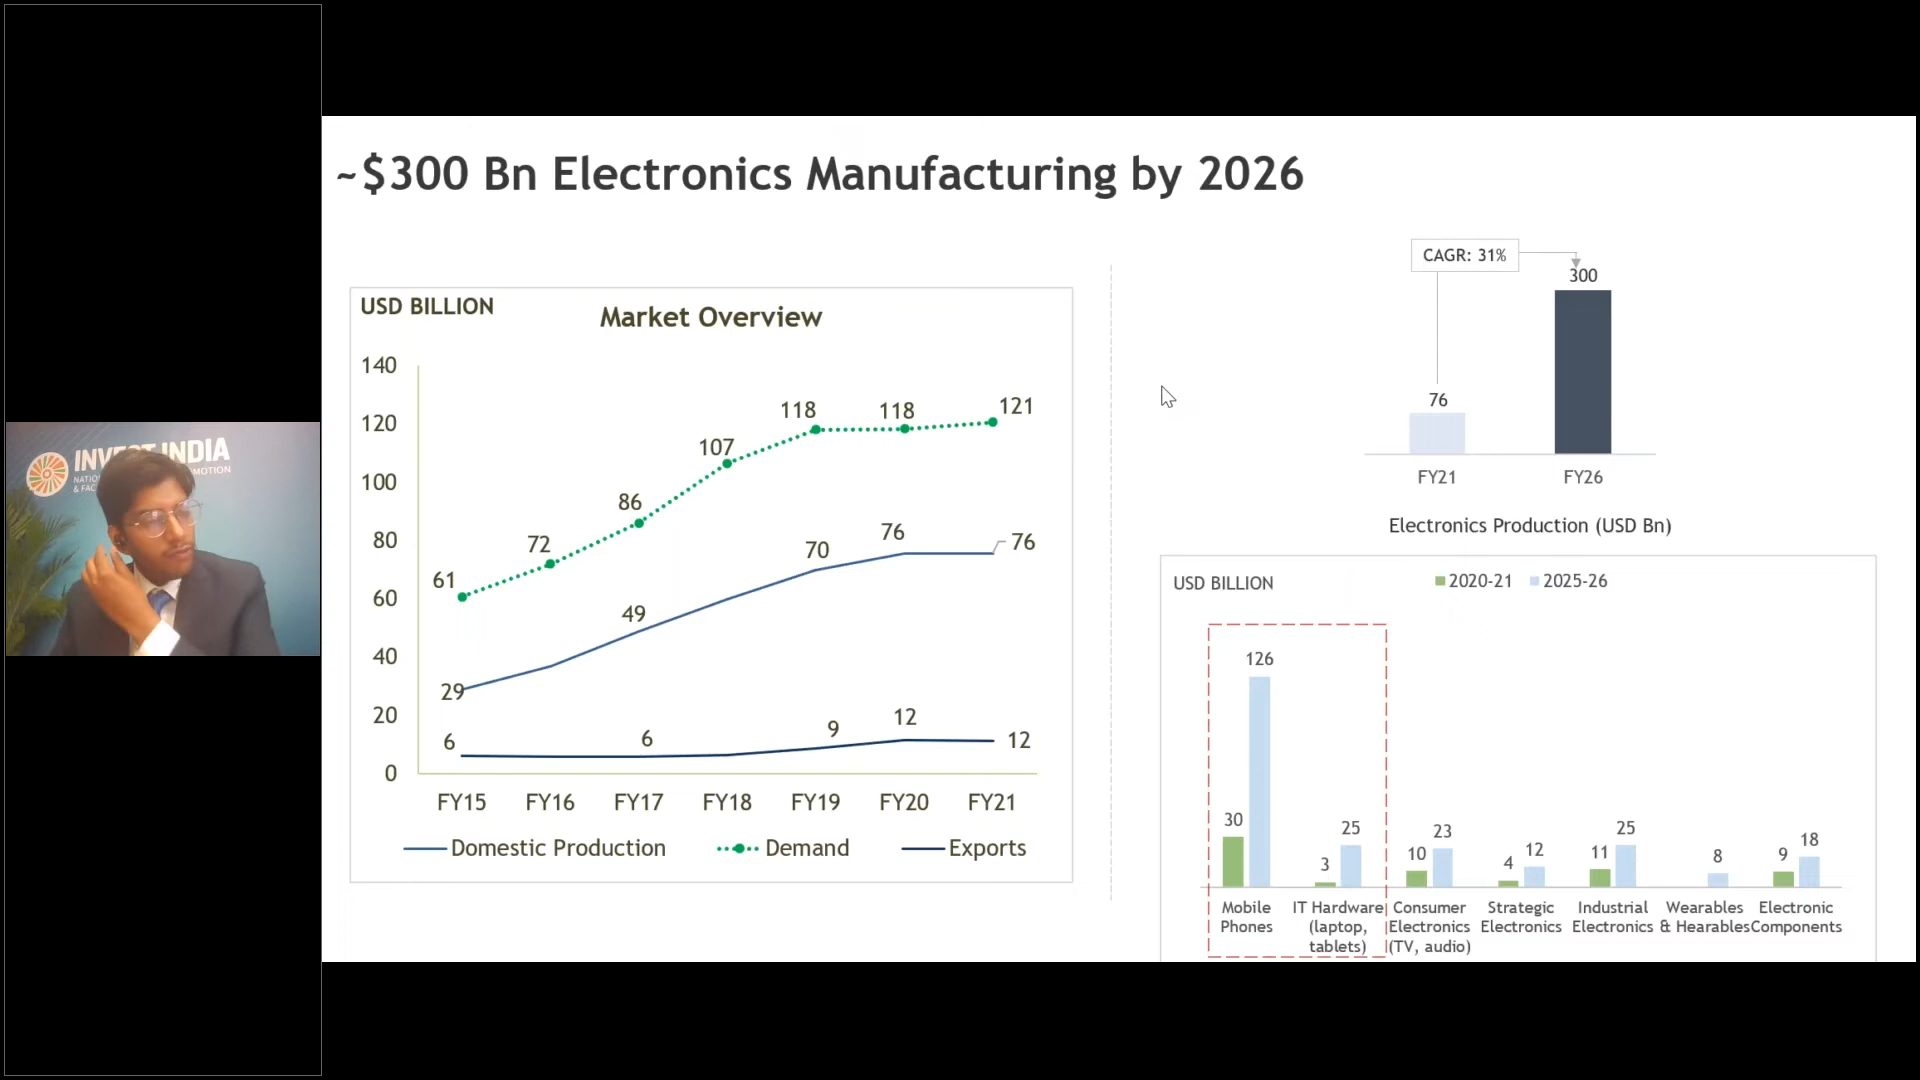 ~$300 Bn Electronics Manufacturing by 2026
USD BILLION
Market Overview
140
120
100
80
60
40
20
0
61
72
86
107
118
118
121
29
49
70
76
76
6
6
9
12
12
FY15 FY16 FY17 FY18 FY19 FY20 FY21
Domestic Production Demand Exports
CAGR: 31%
300
76
FY21 FY26
Electronics Production (USD Bn)
USD BILLION
2020-21 2025-26
30 126
3 25
10 23
4 12
11 25
8
9 18
Mobile
Phones
IT Hardware
(laptop,
tablets)
Consumer
Electronics
(TV, audio)
Strategic
Electronics
Industrial
Electronics
Wearables
& Hearables
Electronic
Components
INDIA
MOTION